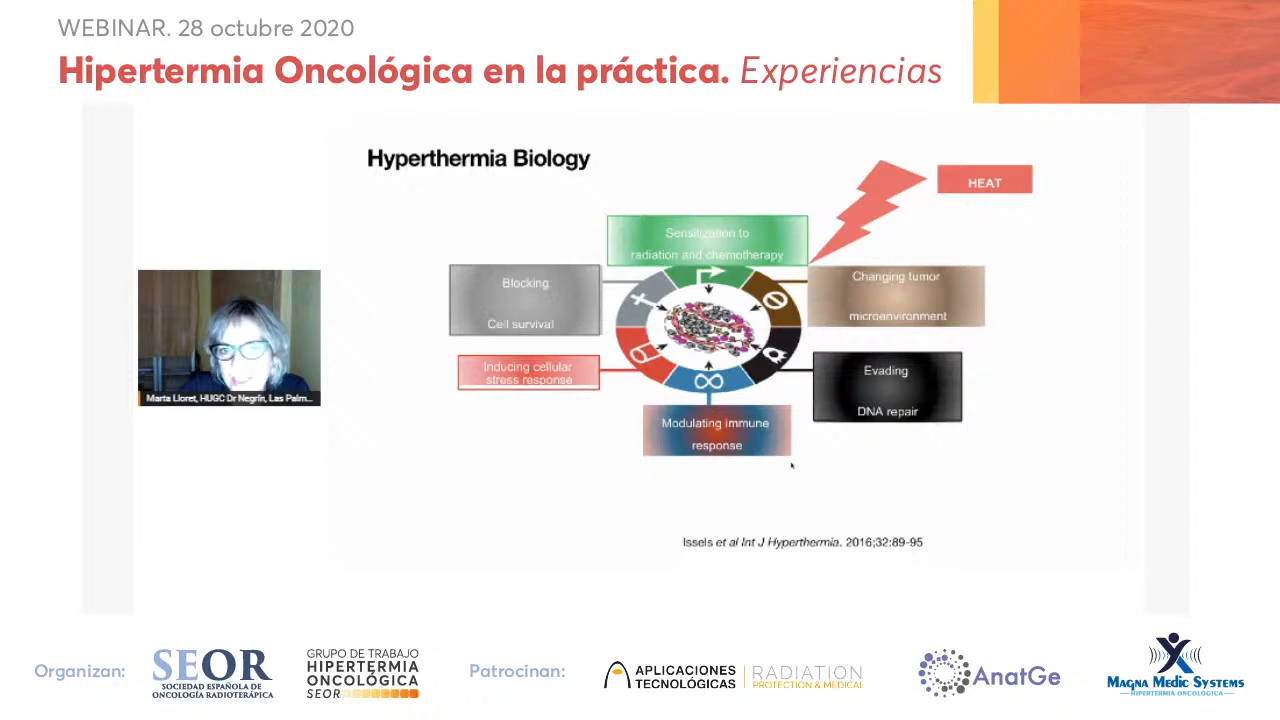 WEBINAR. 28 octubre 2020
Hipertermia Oncológica en la práctica. Experiencias
Hyperthermia Biology
HEAT
Sensitization to
radiation and chemotherapy
Blocking
Cell survival
Changing tumor
microenvironment
Inducing cellular
stress response
Evading
DNA repair
Modulating immune
response
Marta Lloret, HUGC Dr Negrín, Las Palm...
Issels et al Int J Hyperthermia. 2016;32:89-95
Organizan:
SEOR
SOCIEDAD ESPAÑOLA DE
ONCOLOGÍA RADIOTERÁPICA
GRUPO DE TRABAJO
HIPERTERMIA
ONCOLÓGICA
SEOR
Patrocinan:
APLICACIONES
TECNOLÓGICAS
RADIATION
PROTECTION & MEDICAL
AnatGe
Magna Medic Systems
HIPERTERMIA ONCOLÓGICA